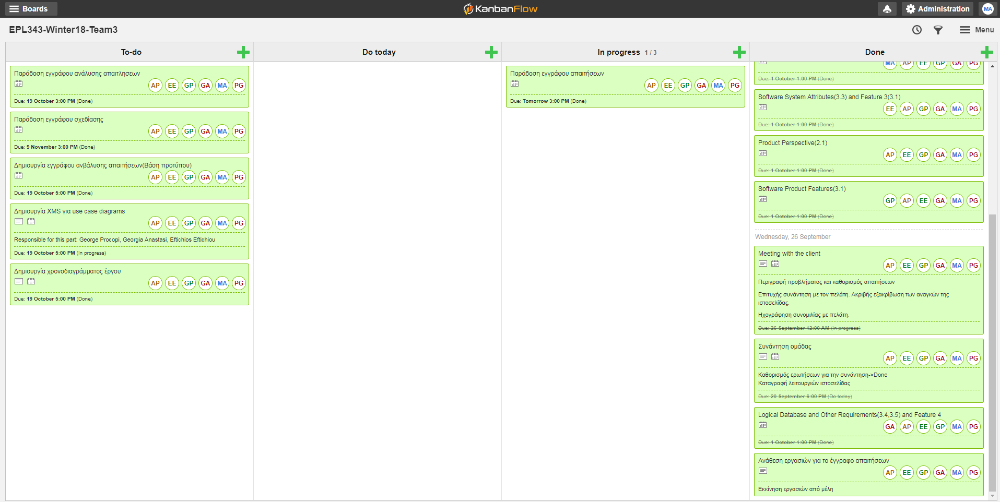 Boards
KanbanFlow
Administration
MA
EPL343-Winter18-Team3
Menu
To-do
Παράδοση εγγράφου ανάλυσης απαιτλησεων
AP EE GP GA MA PG
Due: 19 October 3:00 PM (Done)
Παράδοση εγγράφου σχεδίασης
AP EE GP GA MA PG
Due: 9 November 3:00 PM (Done)
Δημιουργία εγγράφου ανβάλυσης απαιτήσεων(Βάση προτύπου)
AP EE GP GA MA PG
Due: 19 October 5:00 PM (Done)
Δημιουργία XMS για use case diagrams
AP EE GP GA MA PG
Responsible for this part: George Procopi, Georgia Anastasi, Eftichios Eftichiou
Due: 19 October 5:00 PM (In progress)
Δημιουργία χρονοδιαγράμματος έργου
AP EE GP GA MA PG
Due: 19 October 5:00 PM (Done)
Do today
In progress 1 / 3
Παράδοση εγγράφου απαιτήσεων
AP EE GP GA MA PG
Due: Tomorrow 3:00 PM (Done)
Done
MA AP EE GP GA PG
Due: 1 October 1:00 PM (Done)
Software System Attributes(3.3) and Feature 3(3.1)
EE AP GP GA MA PG
Due: 1 October 1:00 PM (Done)
Product Perspective(2.1)
AP EE GP GA MA PG
Due: 1 October 1:00 PM (Done)
Software Product Features(3.1)
GP AP EE GA MA PG
Due: 1 October 1:00 PM (Done)
Wednesday, 26 September
Meeting with the client
AP EE GP GA MA PG
Περιγραφή προβλήματος και καθορισμός απαιτήσεων
Επιτυχής συνάντηση με τον πελάτη. Ακριβής εξακρίβωση των αναγκών της
ιστοσελίδας.
Ηχογράφηση συνομιλίας με πελάτη.
Due: 26 September 12:00 AM (In progress)
Συνάντηση ομάδας
AP EE GP GA MA PG
Καθορισμός ερωτήσεων για την συνάντηση->Done
Καταγραφή λειτουργιών ιστοσελίδας
Due: 20 September 6:00 PM (Do today)
Logical Database and Other Requirements(3.4,3.5) and Feature 4
GA AP EE GP MA PG
Due: 1 October 1:00 PM (Done)
Ανάθεση εργασιών για το έγγραφο απαιτήσεων
AP EE GP GA MA PG
Εκκίνηση εργασιών από μέλη